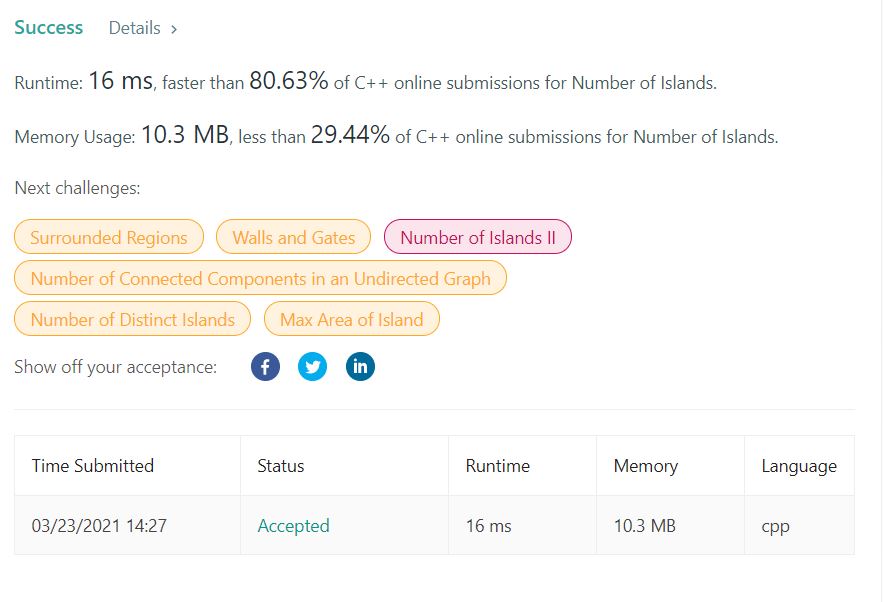 Success Details >
Runtime: 16 ms, faster than 80.63% of C++ online submissions for Number of Islands.
Memory Usage: 10.3 MB, less than 29.44% of C++ online submissions for Number of Islands.
Next challenges:
Surrounded Regions Walls and Gates Number of Islands II
Number of Connected Components in an Undirected Graph
Number of Distinct Islands Max Area of Island
Show off your acceptance: f in
Time Submitted Status Runtime Memory Language
03/23/2021 14:27 Accepted 16 ms 10.3 MB cpp